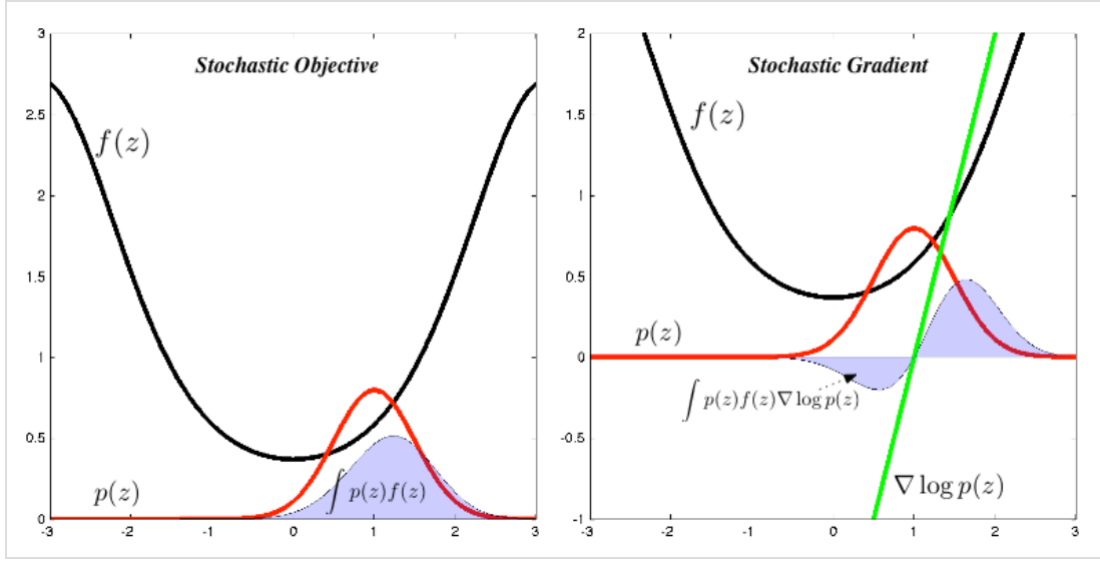 Stochastic Objective
3
2.5
2
1.5
1
0.5
0
-3 -2 -1 0 1 2 3
f(z)
p(z)
∫ p(z)f(z)
Stochastic Gradient
2
1.5
1
0.5
0
-0.5
-1
-3 -2 -1 0 1 2 3
f(z)
p(z)
∫ p(z)f(z)∇ log p(z)
∇ log p(z)